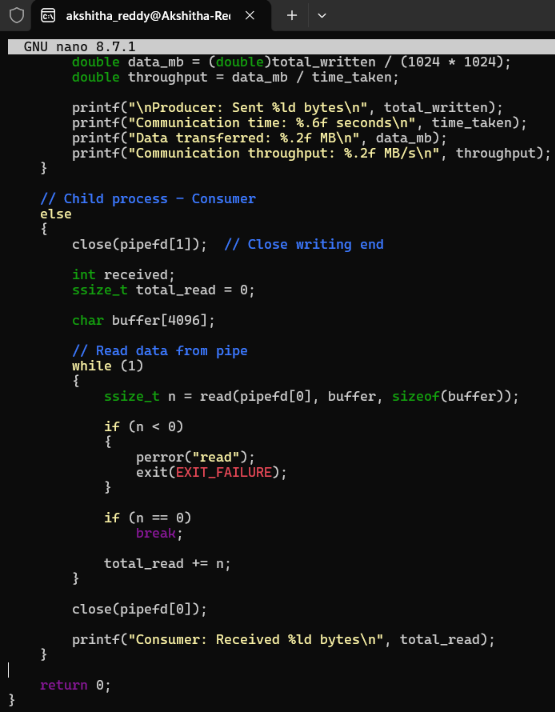 akshitha_reddy@Akshitha-Re
GNU nano 8.7.1
        double data_mb = (double)total_written / (1024 * 1024);
        double throughput = data_mb / time_taken;

        printf("\nProducer: Sent %ld bytes\n", total_written);
        printf("Communication time: %.6f seconds\n", time_taken);
        printf("Data transferred: %.2f MB\n", data_mb);
        printf("Communication throughput: %.2f MB/s\n", throughput);
    }

    // Child process - Consumer
    else
    {
        close(pipefd[1]);  // Close writing end

        int received;
        ssize_t total_read = 0;

        char buffer[4096];

        // Read data from pipe
        while (1)
        {
            ssize_t n = read(pipefd[0], buffer, sizeof(buffer));

            if (n < 0)
            {
                perror("read");
                exit(EXIT_FAILURE);
            }

            if (n == 0)
                break;

            total_read += n;
        }

        close(pipefd[0]);

        printf("Consumer: Received %ld bytes\n", total_read);
    }

    return 0;
}